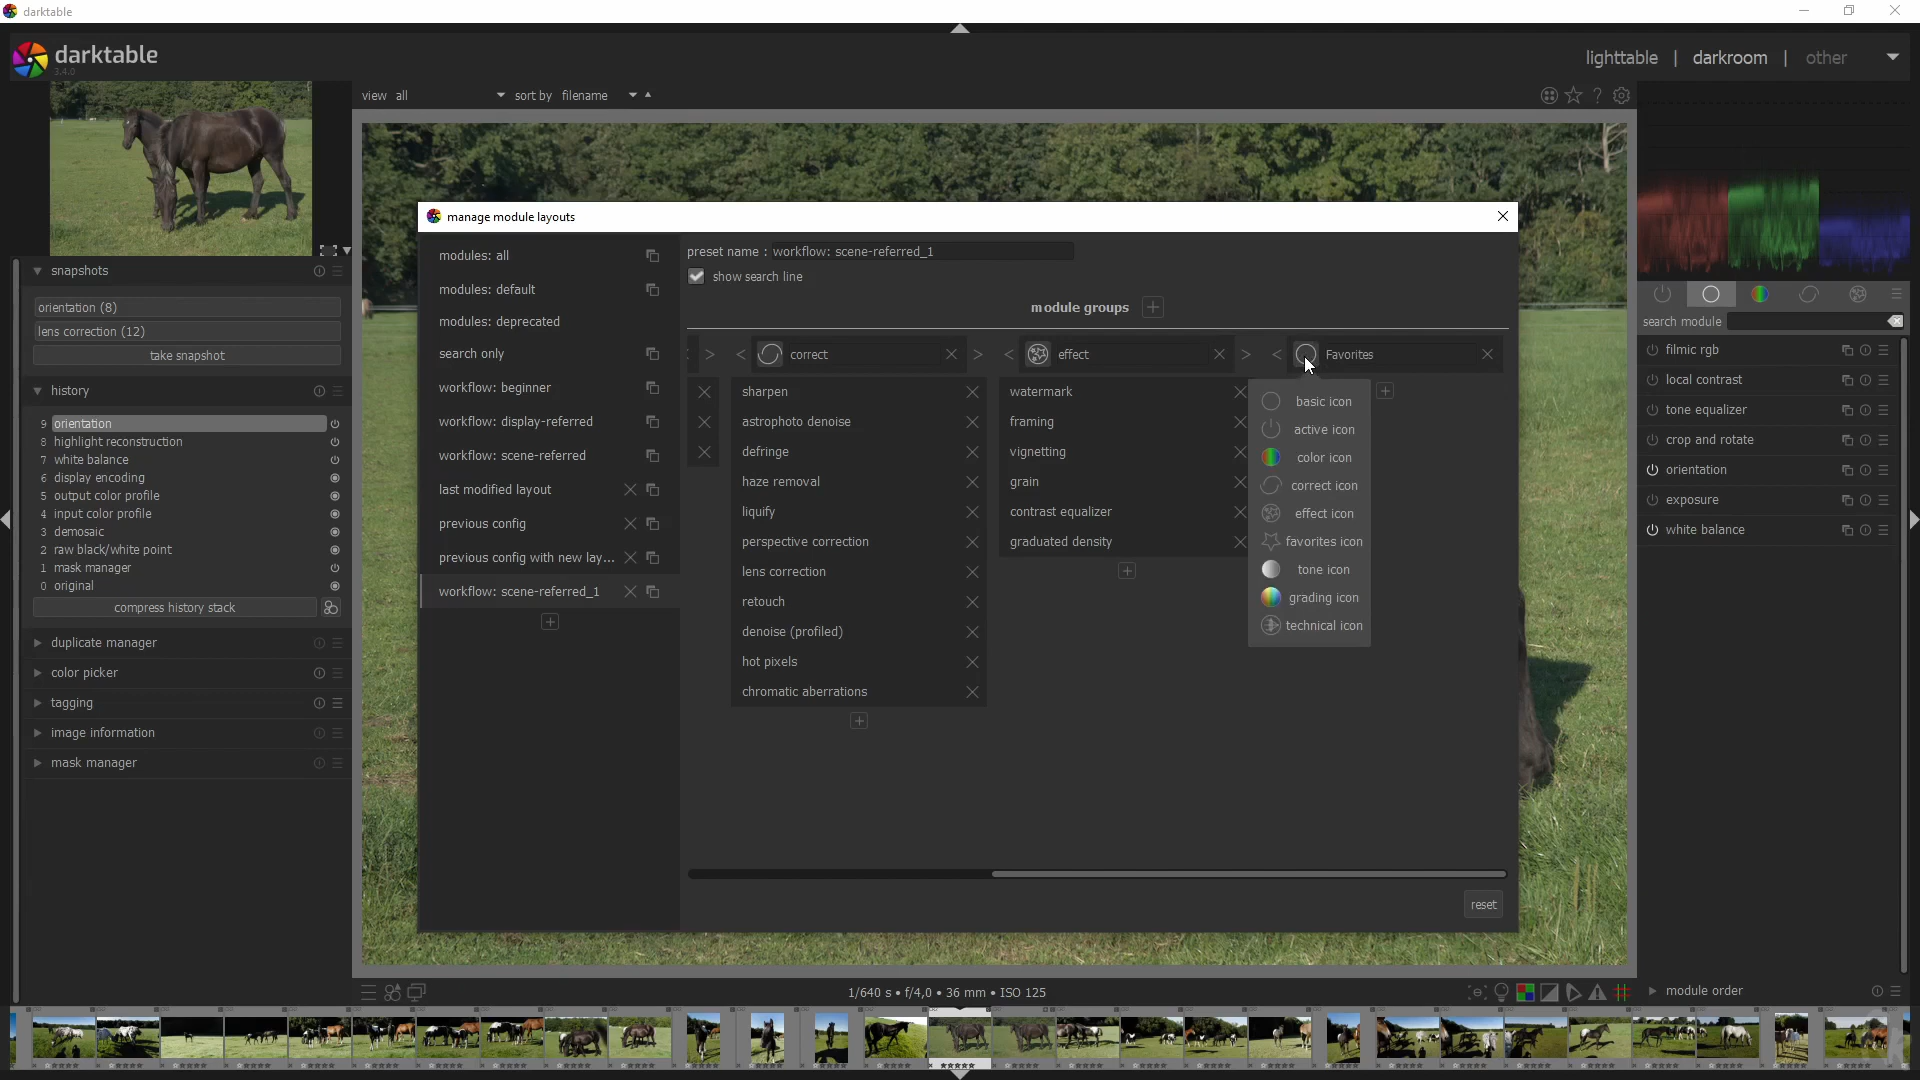 darktable
darktable
3.4.0
lighttable | darkroom | other
view all sort by filename
?
snapshots
orientation (8)
lens correction (12)
take snapshot
history
9 orientation
8 highlight reconstruction
7 white balance
6 display encoding
5 output color profile
4 input color profile
3 demosaic
2 raw black/white point
1 mask manager
0 original
compress history stack
duplicate manager
color picker
tagging
image information
mask manager
manage module layouts
modules: all
modules: default
modules: deprecated
search only
workflow: beginner
workflow: display-referred
workflow: scene-referred
last modified layout
previous config
previous config with new lay...
workflow: scene-referred_1
preset name : workflow: scene-referred_1
show search line
module groups
correct
sharpen
astrophoto denoise
defringe
haze removal
liquify
perspective correction
lens correction
retouch
denoise (profiled)
hot pixels
chromatic aberrations
effect
watermark
framing
vignetting
grain
contrast equalizer
graduated density
Favorites
basic icon
active icon
color icon
correct icon
effect icon
favorites icon
tone icon
grading icon
technical icon
reset
search module
filmic rgb
local contrast
tone equalizer
crop and rotate
orientation
exposure
white balance
1/640 s • f/4,0 • 36 mm • ISO 125
module order